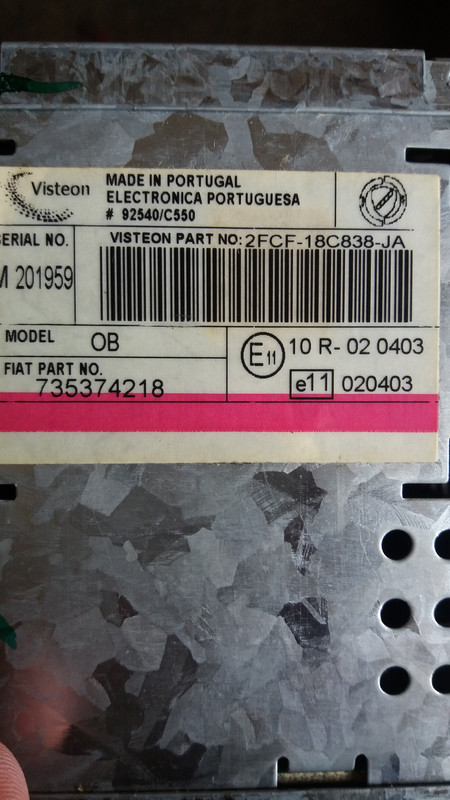 Visteon
MADE IN PORTUGAL
ELECTRONICA PORTUGUESA
# 92540/C550
SERIAL NO.
M 201959
VISTEON PART NO: 2FCF-18C838-JA
MODEL OB
FIAT PART NO.
735374218
E11 10 R- 02 0403
e11 020403